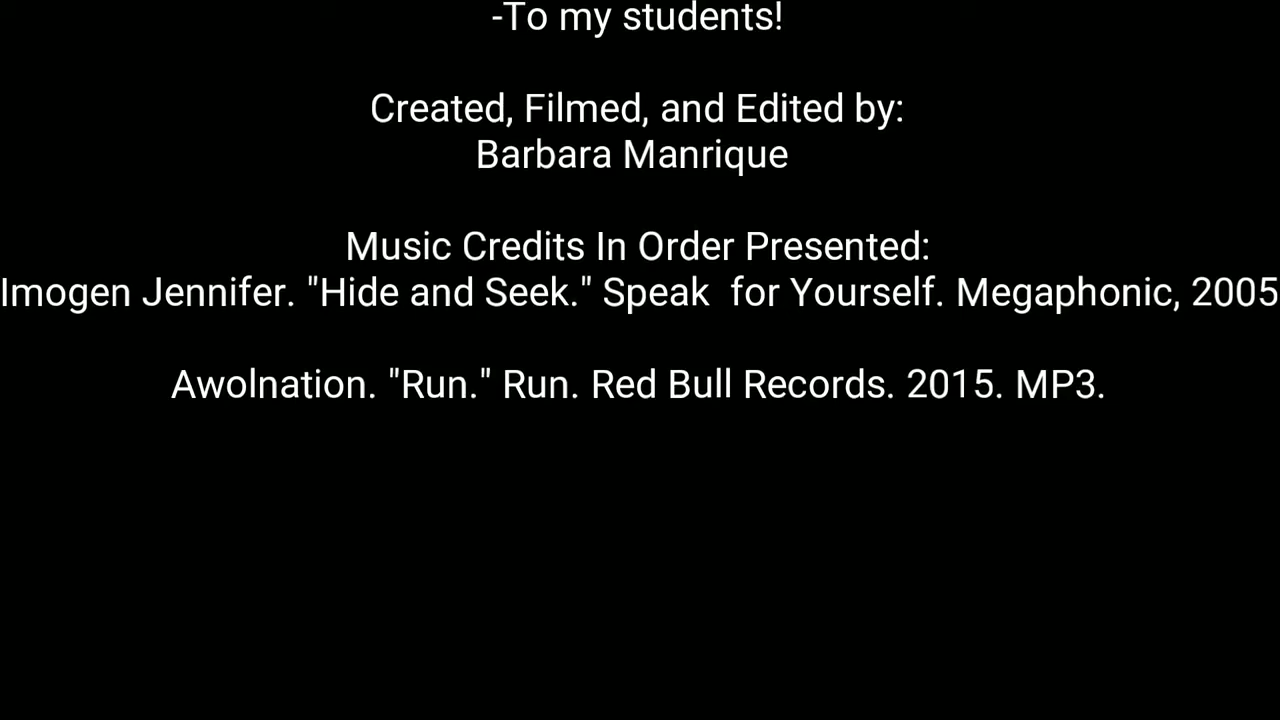 -To my students!
Created, Filmed, and Edited by:
Barbara Manrique
Music Credits In Order Presented:
Imogen Jennifer. "Hide and Seek." Speak  for Yourself. Megaphonic, 2005
Awolnation. "Run." Run. Red Bull Records. 2015. MP3.